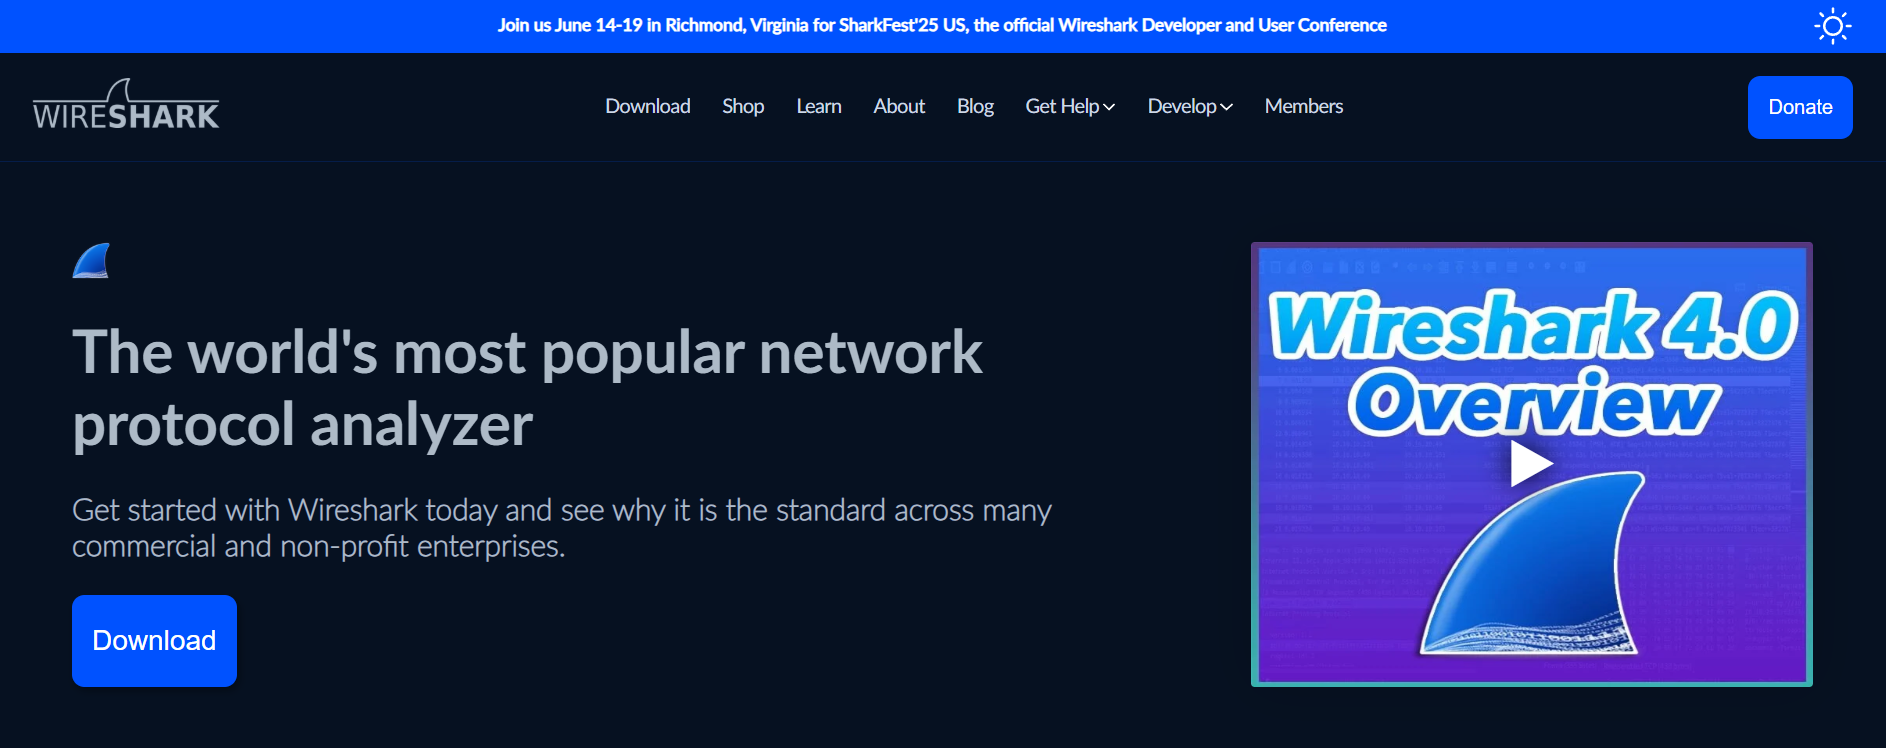 Join us June 14-19 in Richmond, Virginia for SharkFest'25 US, the official Wireshark Developer and User Conference
WIRESHARK
Download
Shop
Learn
About
Blog
Get Help
Develop
Members
Donate
The world's most popular network
protocol analyzer
Get started with Wireshark today and see why it is the standard across many
commercial and non-profit enterprises.
Download
Wireshark 4.0
Overview